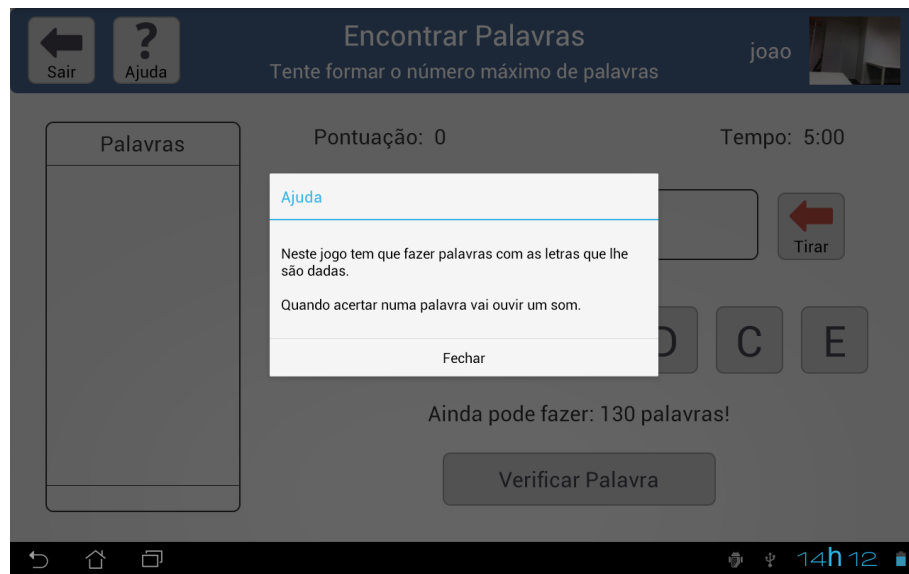 Sair
?
Ajuda
Encontrar Palavras
Tente formar o número máximo de palavras
joao
Palavras
Pontuação: 0
Tempo: 5:00
Ajuda
Neste jogo tem que fazer palavras com as letras que lhe
são dadas.
Quando acertar numa palavra vai ouvir um som.
Fechar
Tirar
C E
Ainda pode fazer: 130 palavras!
Verificar Palavra
14h12